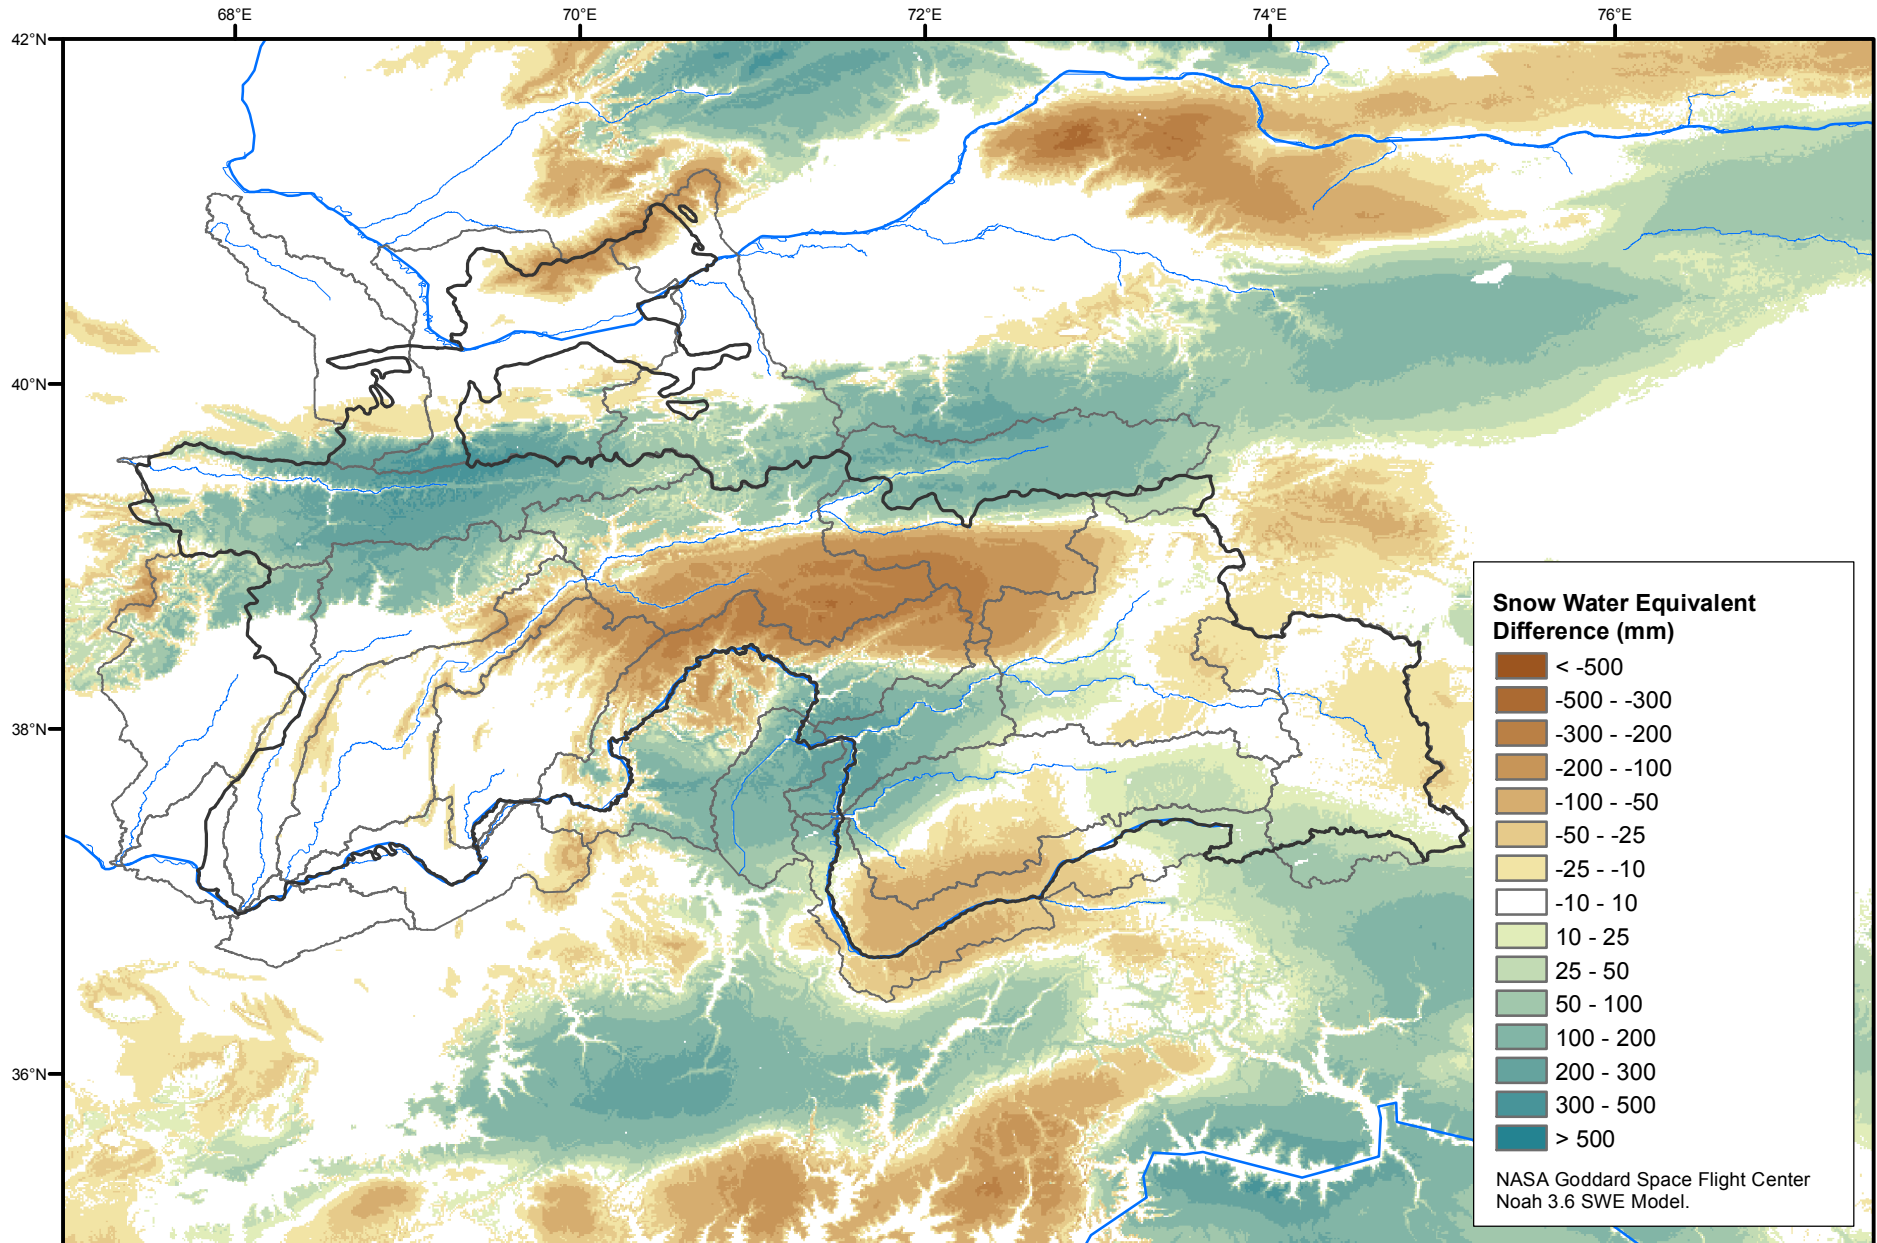 68°E 70°E 72°E 74°E 76°E
42°N
40°N
38°N
36°N
Snow Water Equivalent
Difference (mm)
< -500
-500 - -300
-300 - -200
-200 - -100
-100 - -50
-50 - -25
-25 - -10
-10 - 10
10 - 25
25 - 50
50 - 100
100 - 200
200 - 300
300 - 500
> 500
NASA Goddard Space Flight Center
Noah 3.6 SWE Model.